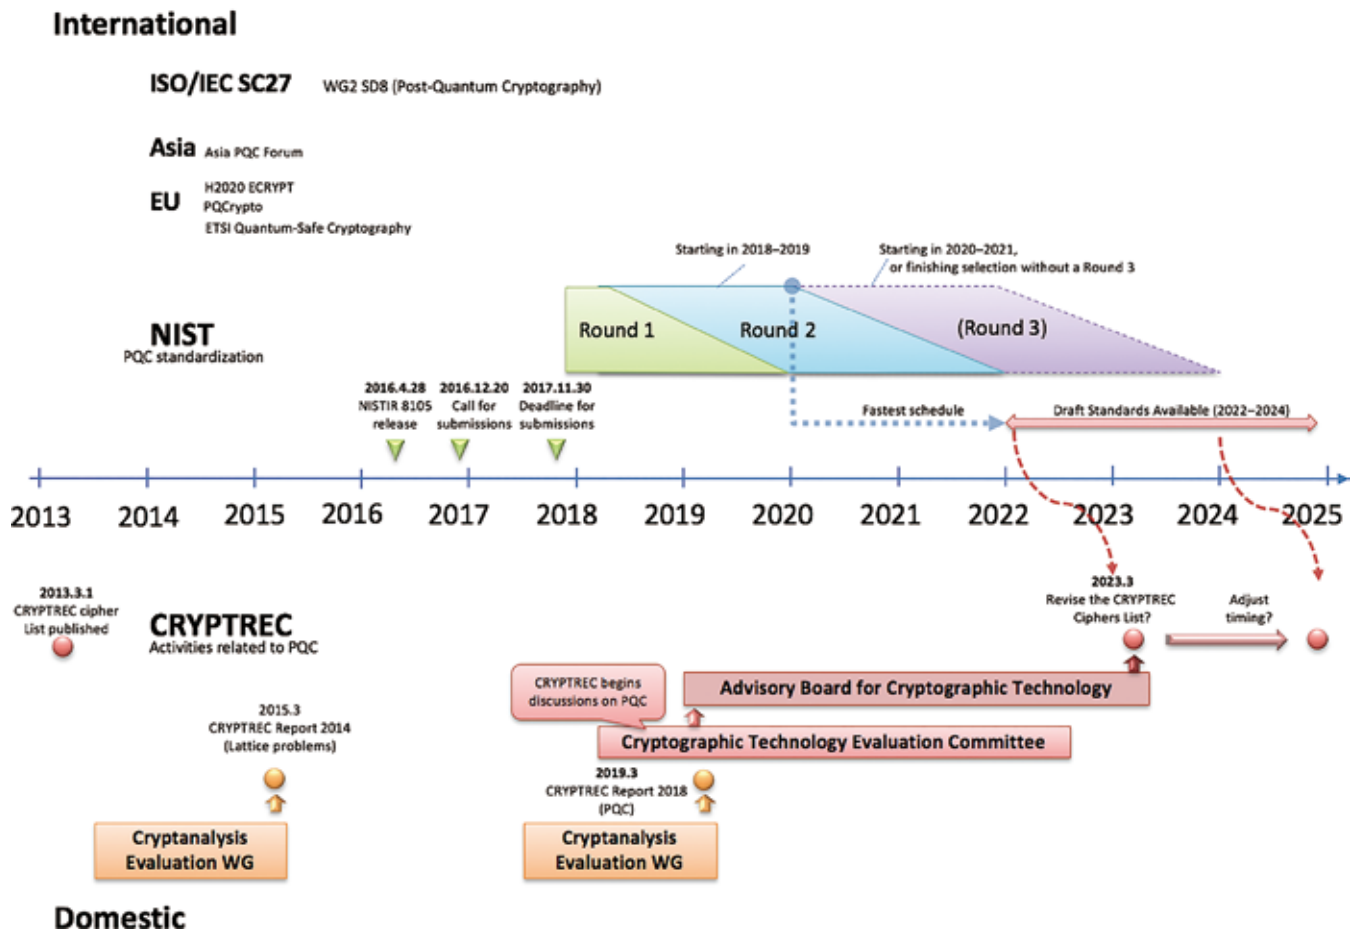 International
ISO/IEC SC27 WG2 SD8 (Post-Quantum Cryptography)
Asia Asia PQC Forum
EU
H2020 ECRYPT
PQCrypto
ETSI Quantum-Safe Cryptography
Starting in 2018–2019
Starting in 2020–2021,
or finishing selection without a Round 3
NIST
PQC standardization
Round 1
Round 2
(Round 3)
2016.4.28
NISTIR 8105
release
2016.12.20
Call for
submissions
2017.11.30
Deadline for
submissions
Fastest schedule
Draft Standards Available (2022–2024)
2013 2014 2015 2016 2017 2018 2019 2020 2021 2022 2023 2024 2025
2013.3.1
CRYPTREC cipher
List published
CRYPTREC
Activities related to PQC
2023.3
Revise the CRYPTREC
Ciphers List?
Adjust
timing?
CRYPTREC begins
discussions on PQC
Advisory Board for Cryptographic Technology
Cryptographic Technology Evaluation Committee
2015.3
CRYPTREC Report 2014
(Lattice problems)
2019.3
CRYPTREC Report 2018
(PQC)
Cryptanalysis
Evaluation WG
Cryptanalysis
Evaluation WG
Domestic